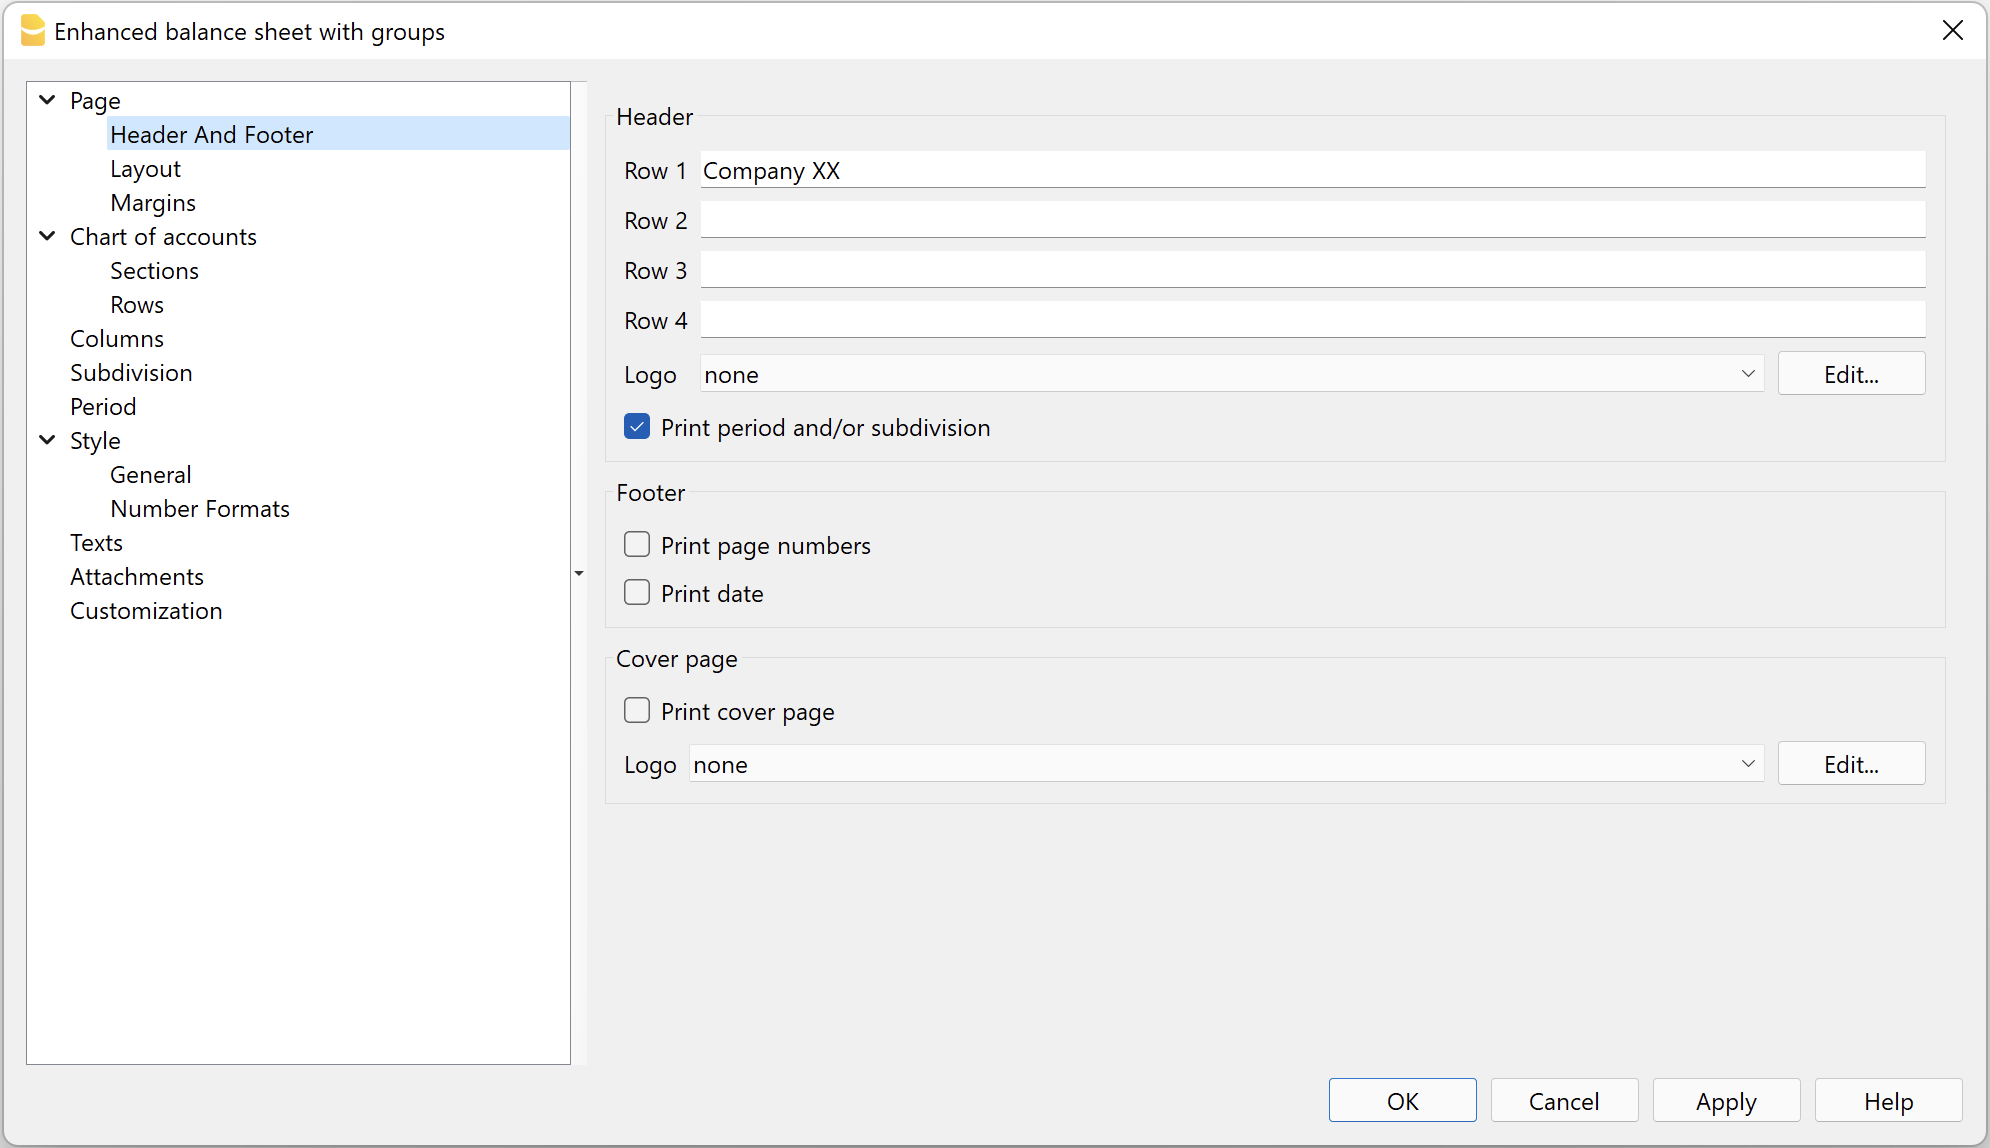 Enhanced balance sheet with groups
Page
Header And Footer
Layout
Margins
Chart of accounts
Sections
Rows
Columns
Subdivision
Period
Style
General
Number Formats
Texts
Attachments
Customization
Header
Row 1 Company XX
Row 2
Row 3
Row 4
Logo none Edit...
Print period and/or subdivision
Footer
Print page numbers
Print date
Cover page
Print cover page
Logo none Edit...
OK Cancel Apply Help